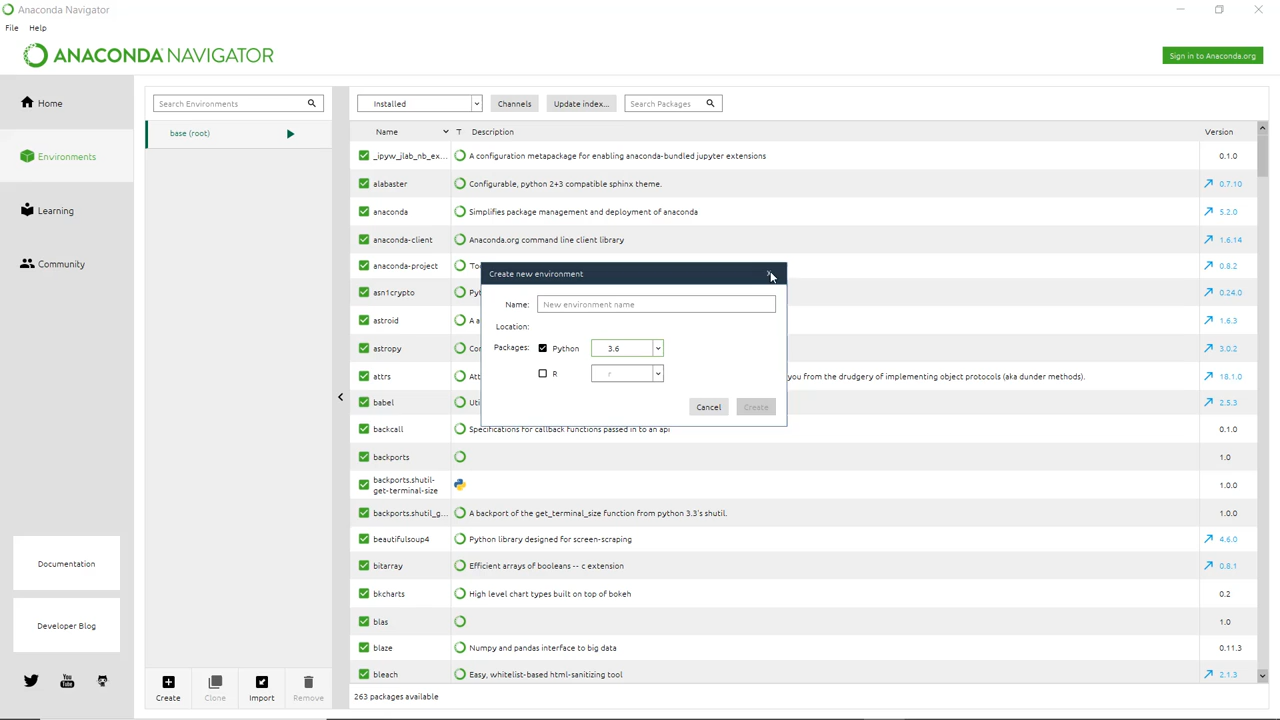 Anaconda Navigator
File Help
ANACONDA NAVIGATOR
Sign in to Anaconda.org
Home
Environments
Learning
Community
Documentation
Developer Blog
Search Environments
base (root)
Create Clone Import Remove
Installed Channels Update index... Search Packages
Name T Description Version
_ipyw_jlab_nb_ex... A configuration metapackage for enabling anaconda-bundled jupyter extensions 0.1.0
alabaster Configurable, python 2+3 compatible sphinx theme. 0.7.10
anaconda Simplifies package management and deployment of anaconda 5.2.0
anaconda-client Anaconda.org command line client library 1.6.14
anaconda-project Too 0.8.2
asn1crypto Pyt 0.24.0
astroid A a 1.6.3
astropy Con 3.0.2
attrs Att you from the drudgery of implementing object protocols (aka dunder methods). 18.1.0
babel Uti 2.5.3
backcall Specifications for callback functions passed in to an api 0.1.0
backports 1.0
backports.shutil-
get-terminal-size 1.0.0
backports.shutil_g... A backport of the get_terminal_size function from python 3.3's shutil. 1.0.0
beautifulsoup4 Python library designed for screen-scraping 4.6.0
bitarray Efficient arrays of booleans -- c extension 0.8.1
bkcharts High level chart types built on top of bokeh 0.2
blas 1.0
blaze Numpy and pandas interface to big data 0.11.3
bleach Easy, whitelist-based html-sanitizing tool 2.1.3
263 packages available
Create new environment
Name: New environment name
Location:
Packages: Python 3.6
R r
Cancel Create